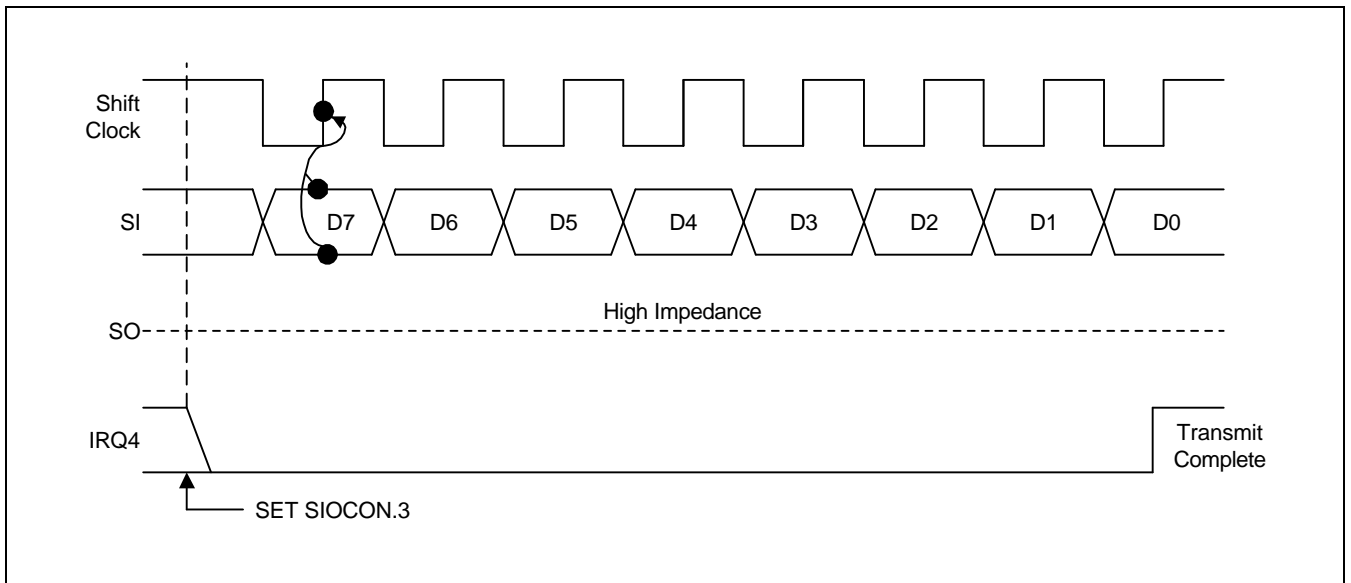 Shift
Clock
SI
D7
D6
D5
D4
D3
D2
D1
D0
High Impedance
SO
IRQ4
Transmit
Complete
SET SIOCON.3